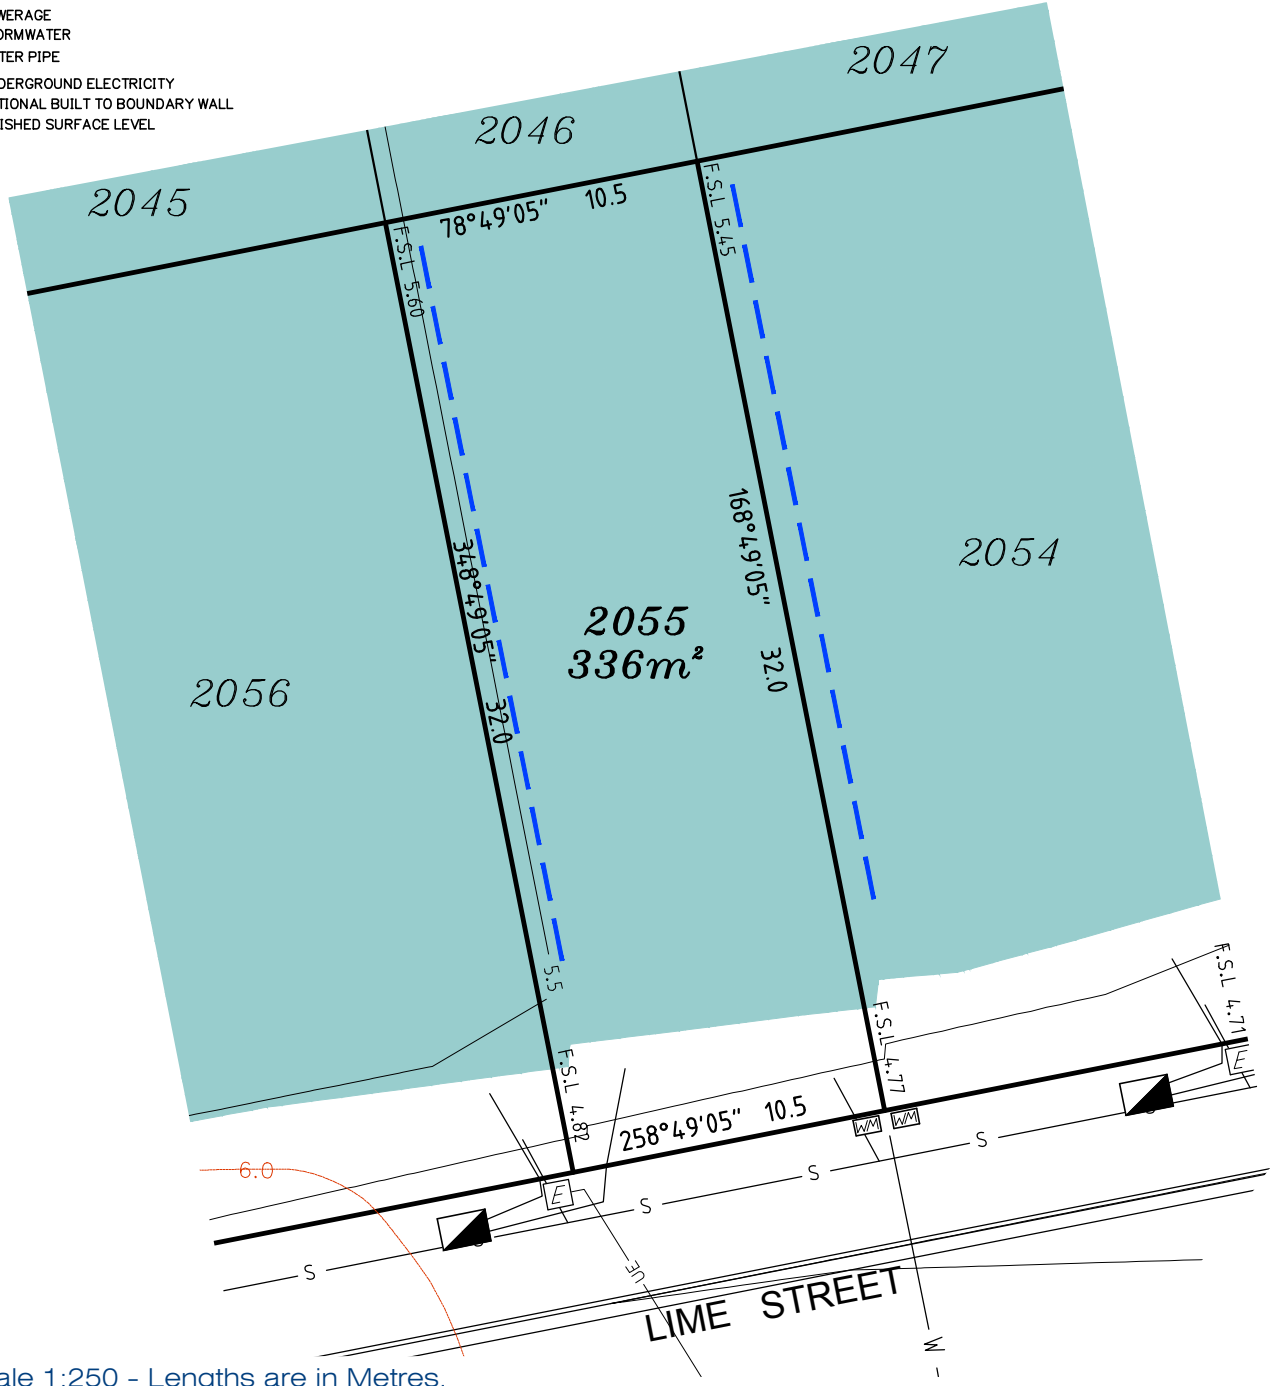 WERAGE
ORMWATER
TER PIPE
DERGROUND ELECTRICITY
TIONAL BUILT TO BOUNDARY WALL
ISHED SURFACE LEVEL
2047
2046
2045
78°49'05" 10.5
F.S.L 5.45
F.S.L 5.60
168°49'05" 32.0
348°49'05" 32.0
2054
2055
336m²
2056
5.5
F.S.L 4.71
F.S.L 4.77
F.S.L 4.82
258°49'05" 10.5
WM
WM
E
E
6.0
S
S
S
S
UE
LIME STREET
W
ale 1:250 - Lengths are in Metres.